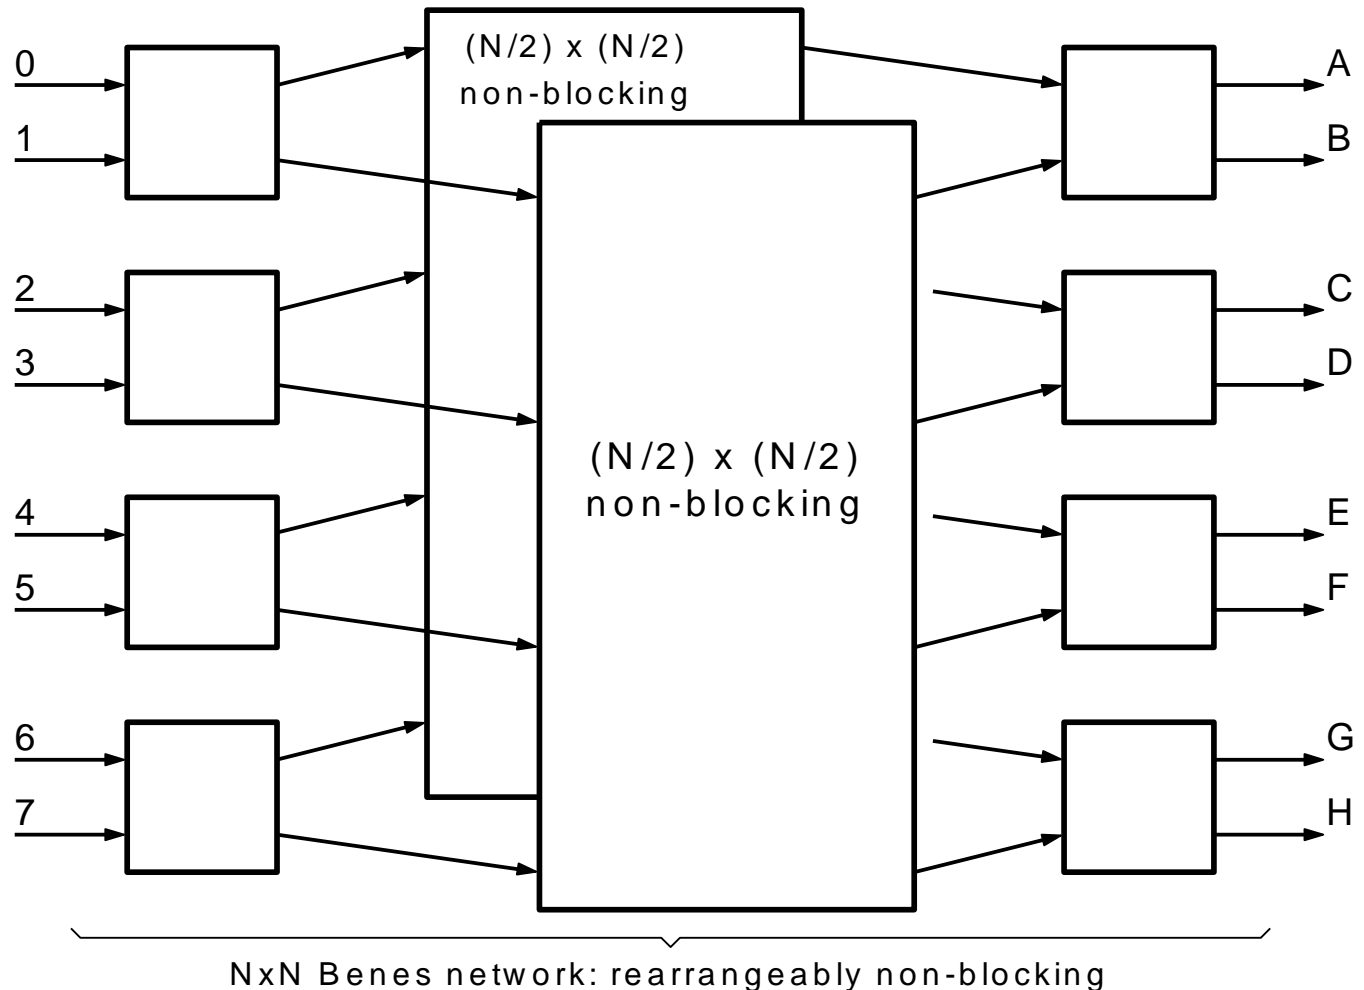 0
1
2
3
4
5
6
7
(N/2) x (N/2)
non-blocking
(N/2) x (N/2)
non-blocking
A
B
C
D
E
F
G
H
NxN Benes network: rearrangeably non-blocking